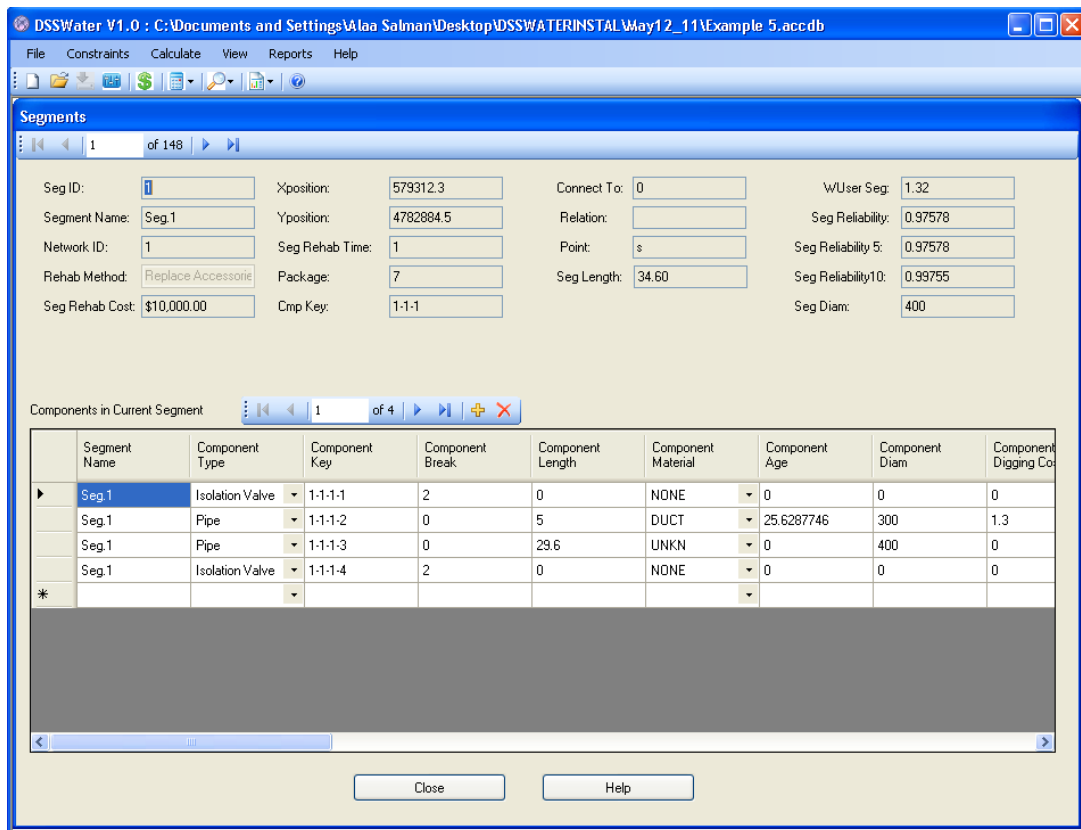 DSSWater V1.0 : C:\Documents and Settings\Alaa Salman\Desktop\DSSWATERINSTAL\May12_11\Example 5.accdb
File Constraints Calculate View Reports Help
Segments
1 of 148
Seg ID: 1 Xposition: 579312.3 Connect To: 0 WUser Seg: 1.32
Segment Name: Seg.1 Yposition: 4782884.5 Relation: Seg Reliability: 0.97578
Network ID: 1 Seg Rehab Time: 1 Point: s Seg Reliability 5: 0.97578
Rehab Method: Replace Accessorie Package: 7 Seg Length: 34.60 Seg Reliability10: 0.99755
Seg Rehab Cost: $10,000.00 Cmp Key: 1-1-1 Seg Diam: 400
Components in Current Segment 1 of 4
Segment Name Component Type Component Key Component Break Component Length Component Material Component Age Component Diam Component Digging Co
Seg.1 Isolation Valve 1-1-1-1 2 0 NONE 0 0 0
Seg.1 Pipe 1-1-1-2 0 5 DUCT 25.6287746 300 1.3
Seg.1 Pipe 1-1-1-3 0 29.6 UNKN 0 400 0
Seg.1 Isolation Valve 1-1-1-4 2 0 NONE 0 0 0
Close Help